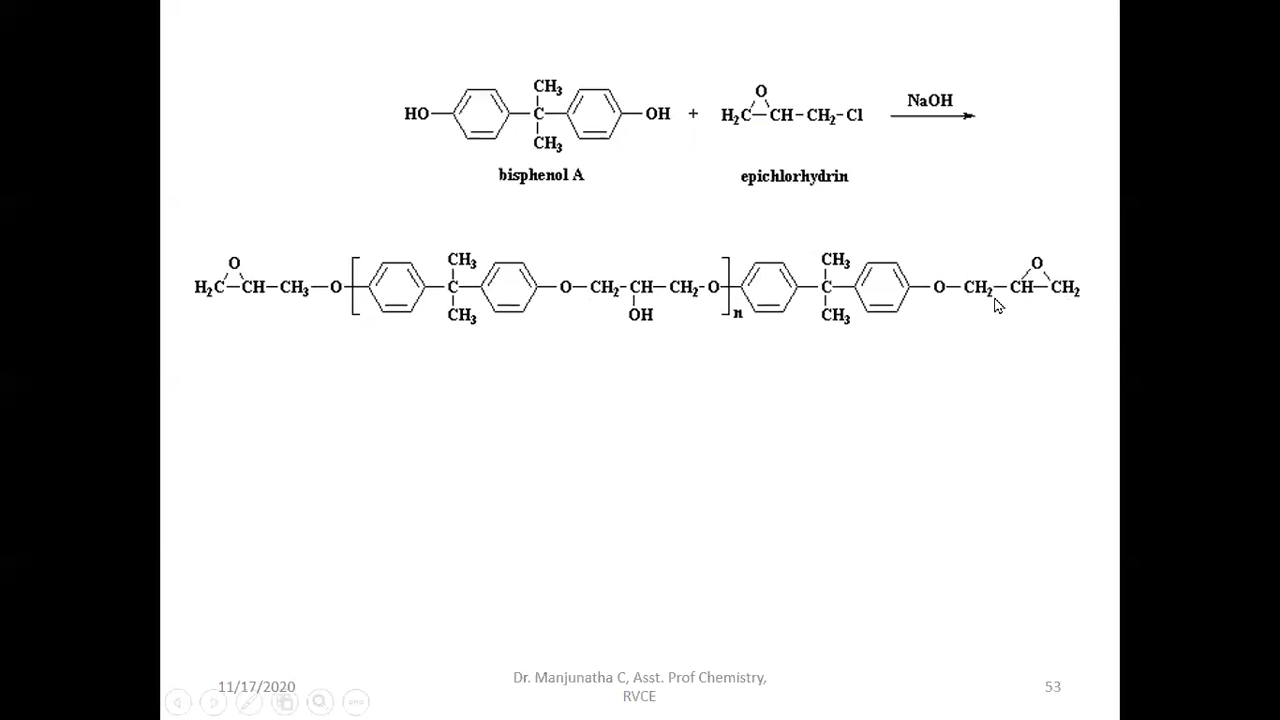 CH₃
HO C OH + H₂C CH–CH₂–Cl NaOH
O
CH₃
bisphenol A epichlorhydrin
O CH₃ CH₃ O
H₂C CH–CH₃–O C O–CH₂–CH–CH₂–O C O–CH₂–CH CH₂
CH₃ OH n CH₃
11/17/2020
Dr. Manjunatha C, Asst. Prof Chemistry,
RVCE
53